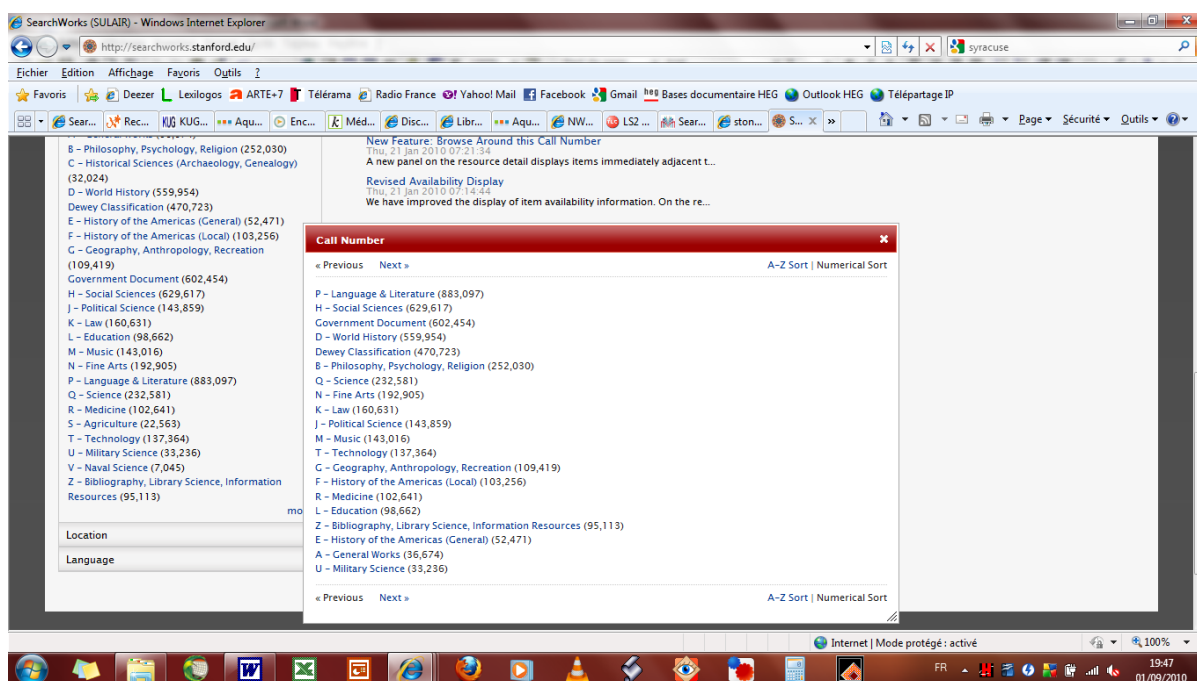 SearchWorks (SULAIR) - Windows Internet Explorer
http://searchworks.stanford.edu/
syracuse
Fichier Edition Affichage Favoris Outils ?
Favoris Deezer Lexilogos ARTE+7 Télérama Radio France Yahoo! Mail Facebook Gmail Bases documentaire HEG Outlook HEG Télépartage IP
Sear... Rec... KUG... Aqu... Enc... Méd... Disc... Libr... Aqu... NW... LS2 ... Sear... ston... S... X » Page Sécurité Outils
B – Philosophy, Psychology, Religion (252,030)
C – Historical Sciences (Archaeology, Genealogy)
(32,024)
D – World History (559,954)
Dewey Classification (470,723)
E – History of the Americas (General) (52,471)
F – History of the Americas (Local) (103,256)
G – Geography, Anthropology, Recreation
(109,419)
Government Document (602,454)
H – Social Sciences (629,617)
J – Political Science (143,859)
K – Law (160,631)
L – Education (98,662)
M – Music (143,016)
N – Fine Arts (192,905)
P – Language & Literature (883,097)
Q – Science (232,581)
R – Medicine (102,641)
S – Agriculture (22,563)
T – Technology (137,364)
U – Military Science (33,236)
V – Naval Science (7,045)
Z – Bibliography, Library Science, Information
Resources (95,113)
mo
Location
Language
New Feature: Browse Around this Call Number
Thu, 21 Jan 2010 07:21:34
A new panel on the resource detail displays items immediately adjacent t...
Revised Availability Display
Thu, 21 Jan 2010 07:14:44
We have improved the display of item availability information. On the re...
Call Number
« Previous Next » A-Z Sort | Numerical Sort
P – Language & Literature (883,097)
H – Social Sciences (629,617)
Government Document (602,454)
D – World History (559,954)
Dewey Classification (470,723)
B – Philosophy, Psychology, Religion (252,030)
Q – Science (232,581)
N – Fine Arts (192,905)
K – Law (160,631)
J – Political Science (143,859)
M – Music (143,016)
T – Technology (137,364)
G – Geography, Anthropology, Recreation (109,419)
F – History of the Americas (Local) (103,256)
R – Medicine (102,641)
L – Education (98,662)
Z – Bibliography, Library Science, Information Resources (95,113)
E – History of the Americas (General) (52,471)
A – General Works (36,674)
U – Military Science (33,236)
« Previous Next » A-Z Sort | Numerical Sort
Internet | Mode protégé : activé 100%
FR 19:47
01/09/2010